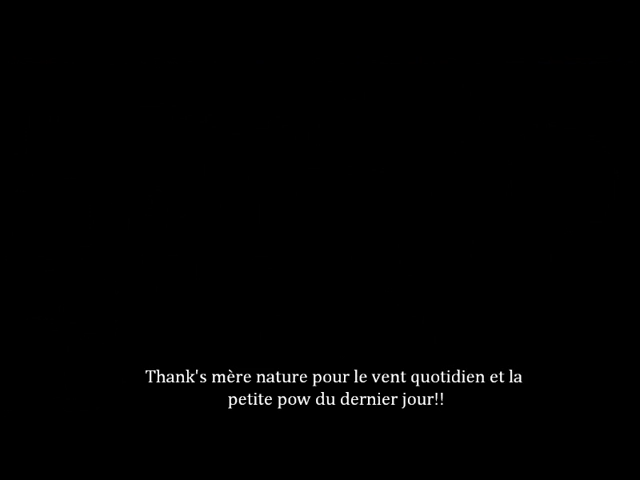 Thank's mère nature pour le vent quotidien et la
petite pow du dernier jour!!